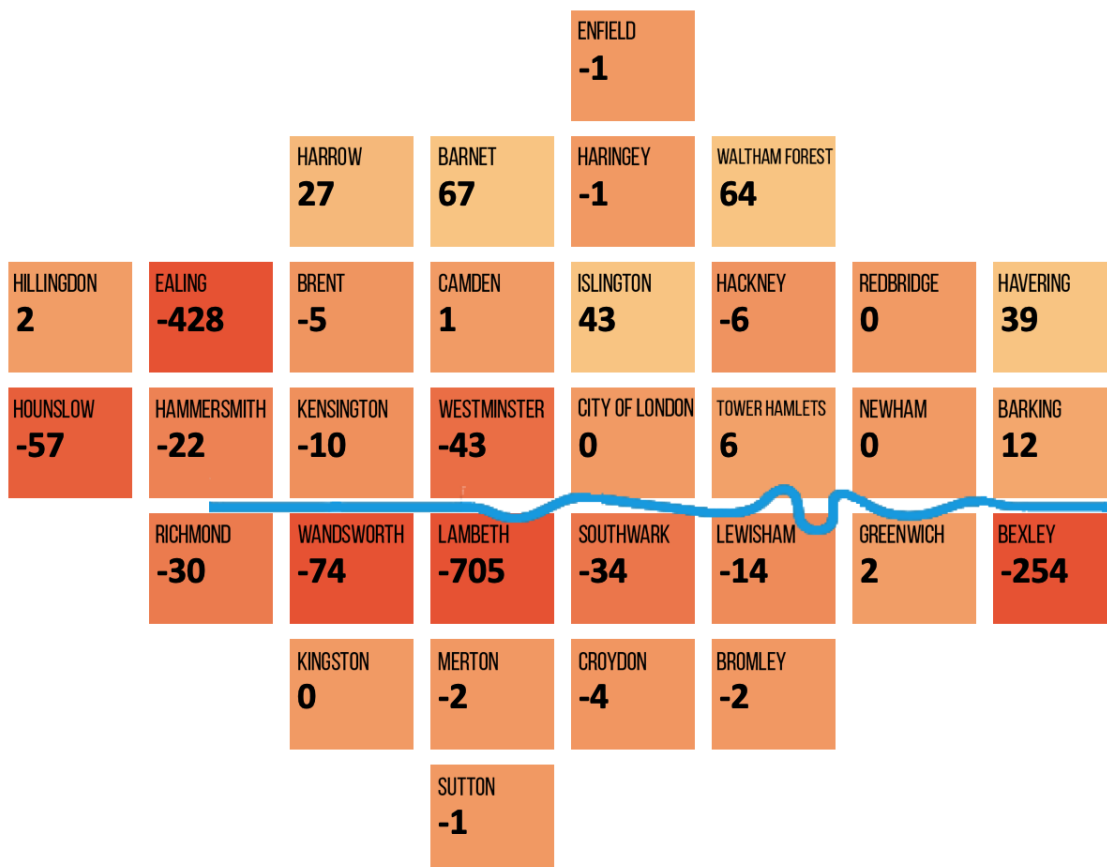 ENFIELD
-1
HARROW
27
BARNET
67
HARINGEY
-1
WALTHAM FOREST
64
HILLINGDON
2
EALING
-428
BRENT
-5
CAMDEN
1
ISLINGTON
43
HACKNEY
-6
REDBRIDGE
0
HAVERING
39
HOUNSLOW
-57
HAMMERSMITH
-22
KENSINGTON
-10
WESTMINSTER
-43
CITY OF LONDON
0
TOWER HAMLETS
6
NEWHAM
0
BARKING
12
RICHMOND
-30
WANDSWORTH
-74
LAMBETH
-705
SOUTHWARK
-34
LEWISHAM
-14
GREENWICH
2
BEXLEY
-254
KINGSTON
0
MERTON
-2
CROYDON
-4
BROMLEY
-2
SUTTON
-1